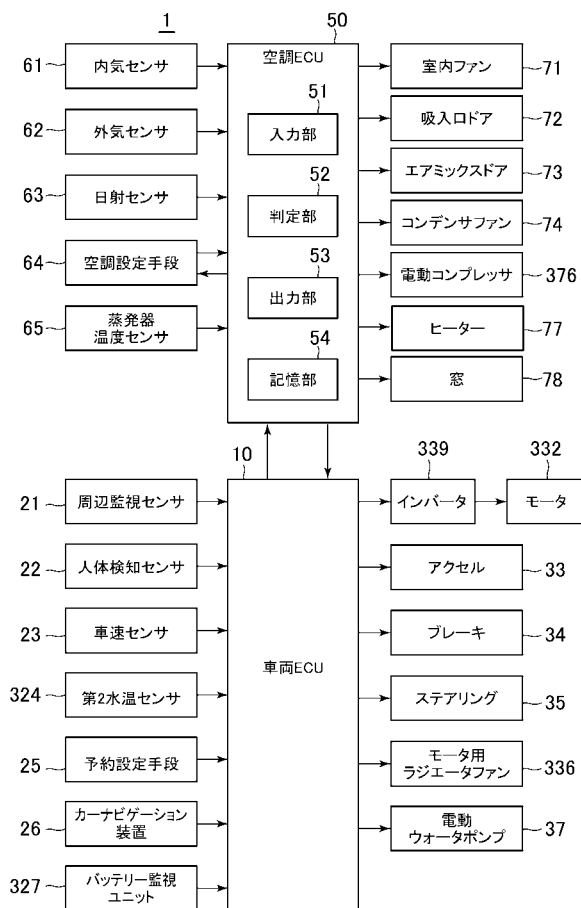 1
50
61
内気センサ
空調ECU
室内ファン
71
51
入力部
62
外気センサ
吸入口ドア
72
63
日射センサ
エアミックスドア
73
52
判定部
64
空調設定手段
コンデンサファン
74
53
出力部
電動コンプレッサ
376
65
蒸発器
温度センサ
ヒーター
77
54
記憶部
窓
78
10
339
332
21
周辺監視センサ
インバータ
モータ
22
人体検知センサ
アクセル
33
23
車速センサ
ブレーキ
34
車両ECU
324
第2水温センサ
ステアリング
35
25
予約設定手段
モータ用
ラジエータファン
336
26
カーナビゲーション
装置
電動
ウォータポンプ
37
327
バッテリー監視
ユニット